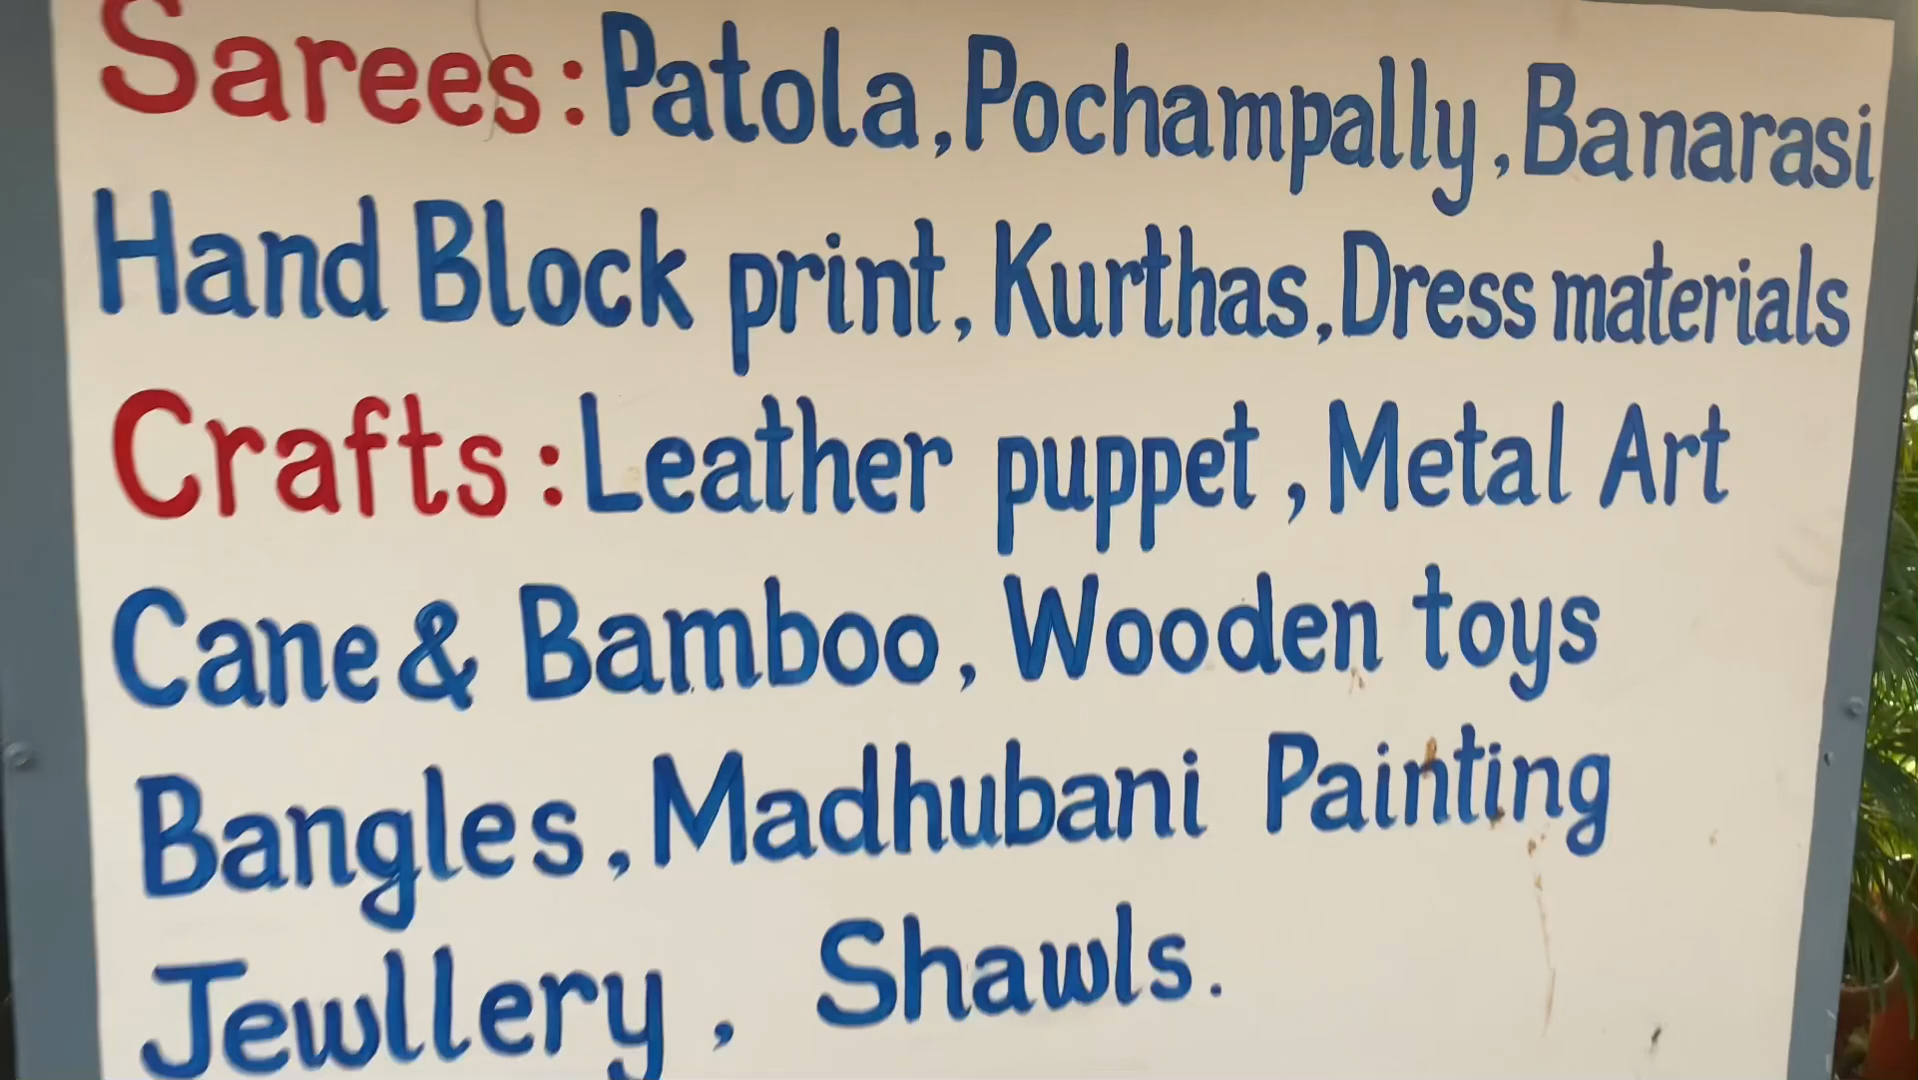 Sarees : Patola, Pochampally, Banarasi
Hand Block print, Kurthas, Dress materials
Crafts : Leather puppet , Metal Art
Cane & Bamboo, Wooden toys
Bangles, Madhubani Painting
Jewllery , Shawls.